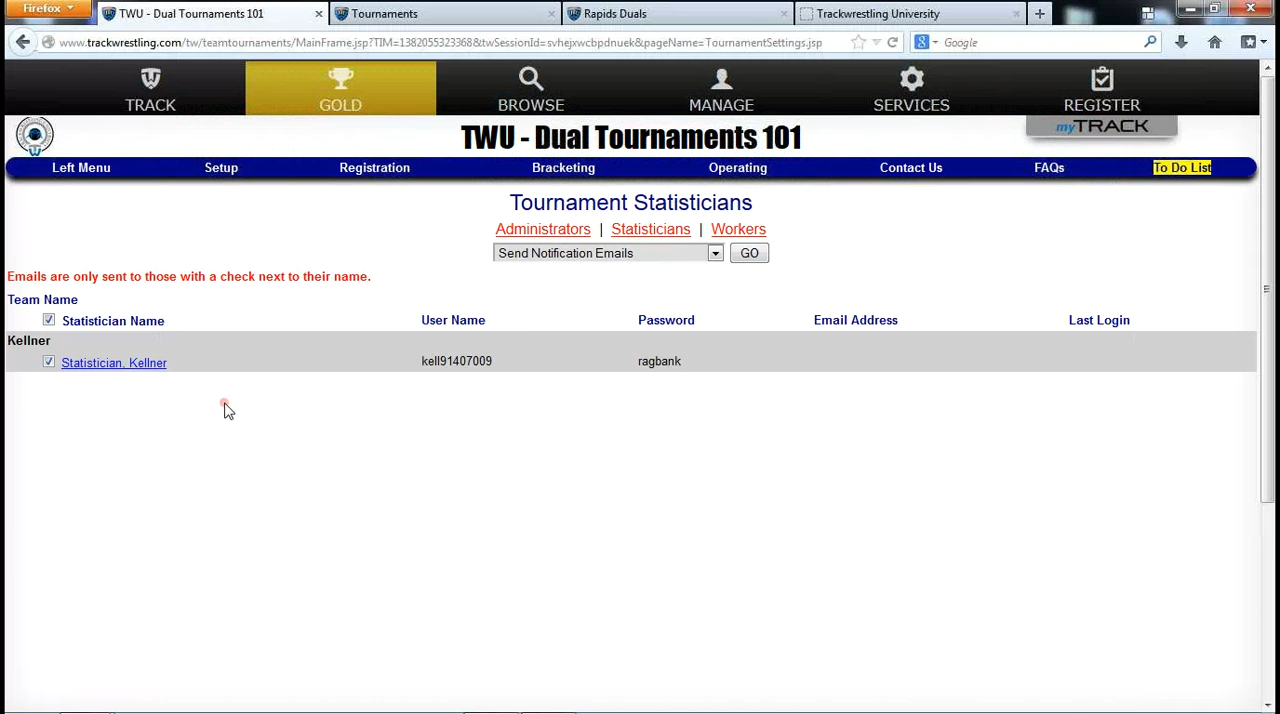 Firefox
TWU - Dual Tournaments 101
Tournaments
Rapids Duals
Trackwrestling University
www.trackwrestling.com/tw/teamtournaments/MainFrame.jsp?TIM=1382055323368&twSessionId=svhejxwcbpdnuek&pageName=TournamentSettings.jsp
Google
TRACK
GOLD
BROWSE
MANAGE
SERVICES
REGISTER
myTRACK
TWU - Dual Tournaments 101
Left Menu
Setup
Registration
Bracketing
Operating
Contact Us
FAQs
To Do List
Tournament Statisticians
Administrators | Statisticians | Workers
Send Notification Emails
GO
Emails are only sent to those with a check next to their name.
Team Name
Statistician Name
User Name
Password
Email Address
Last Login
Kellner
Statistician, Kellner
kell91407009
ragbank